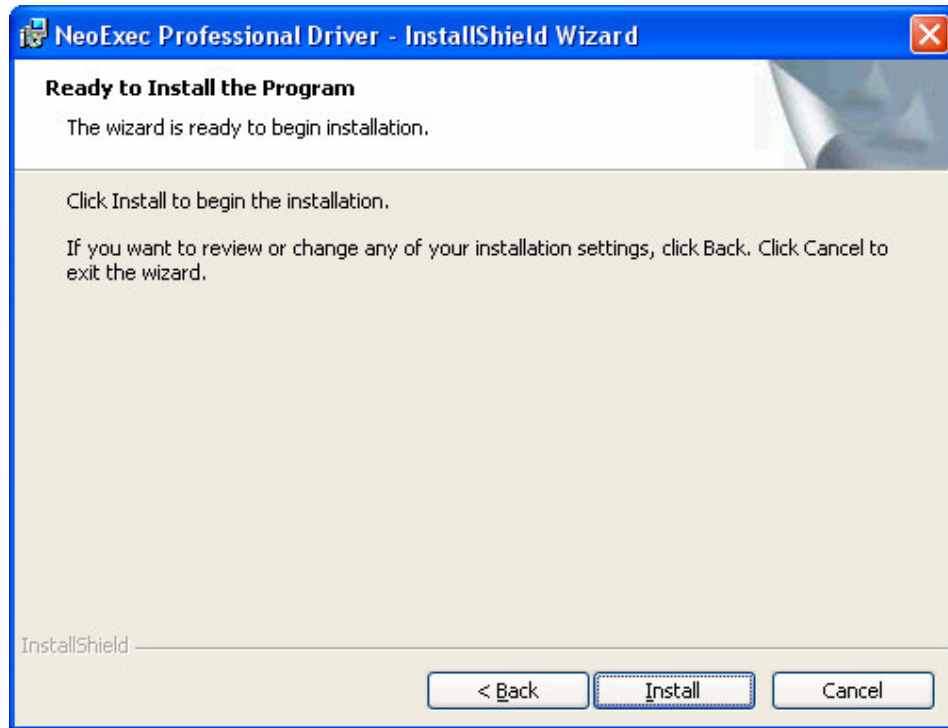 NeoExec Professional Driver - InstallShield Wizard
Ready to Install the Program
The wizard is ready to begin installation.
Click Install to begin the installation.
If you want to review or change any of your installation settings, click Back. Click Cancel to
exit the wizard.
InstallShield
< Back
Install
Cancel